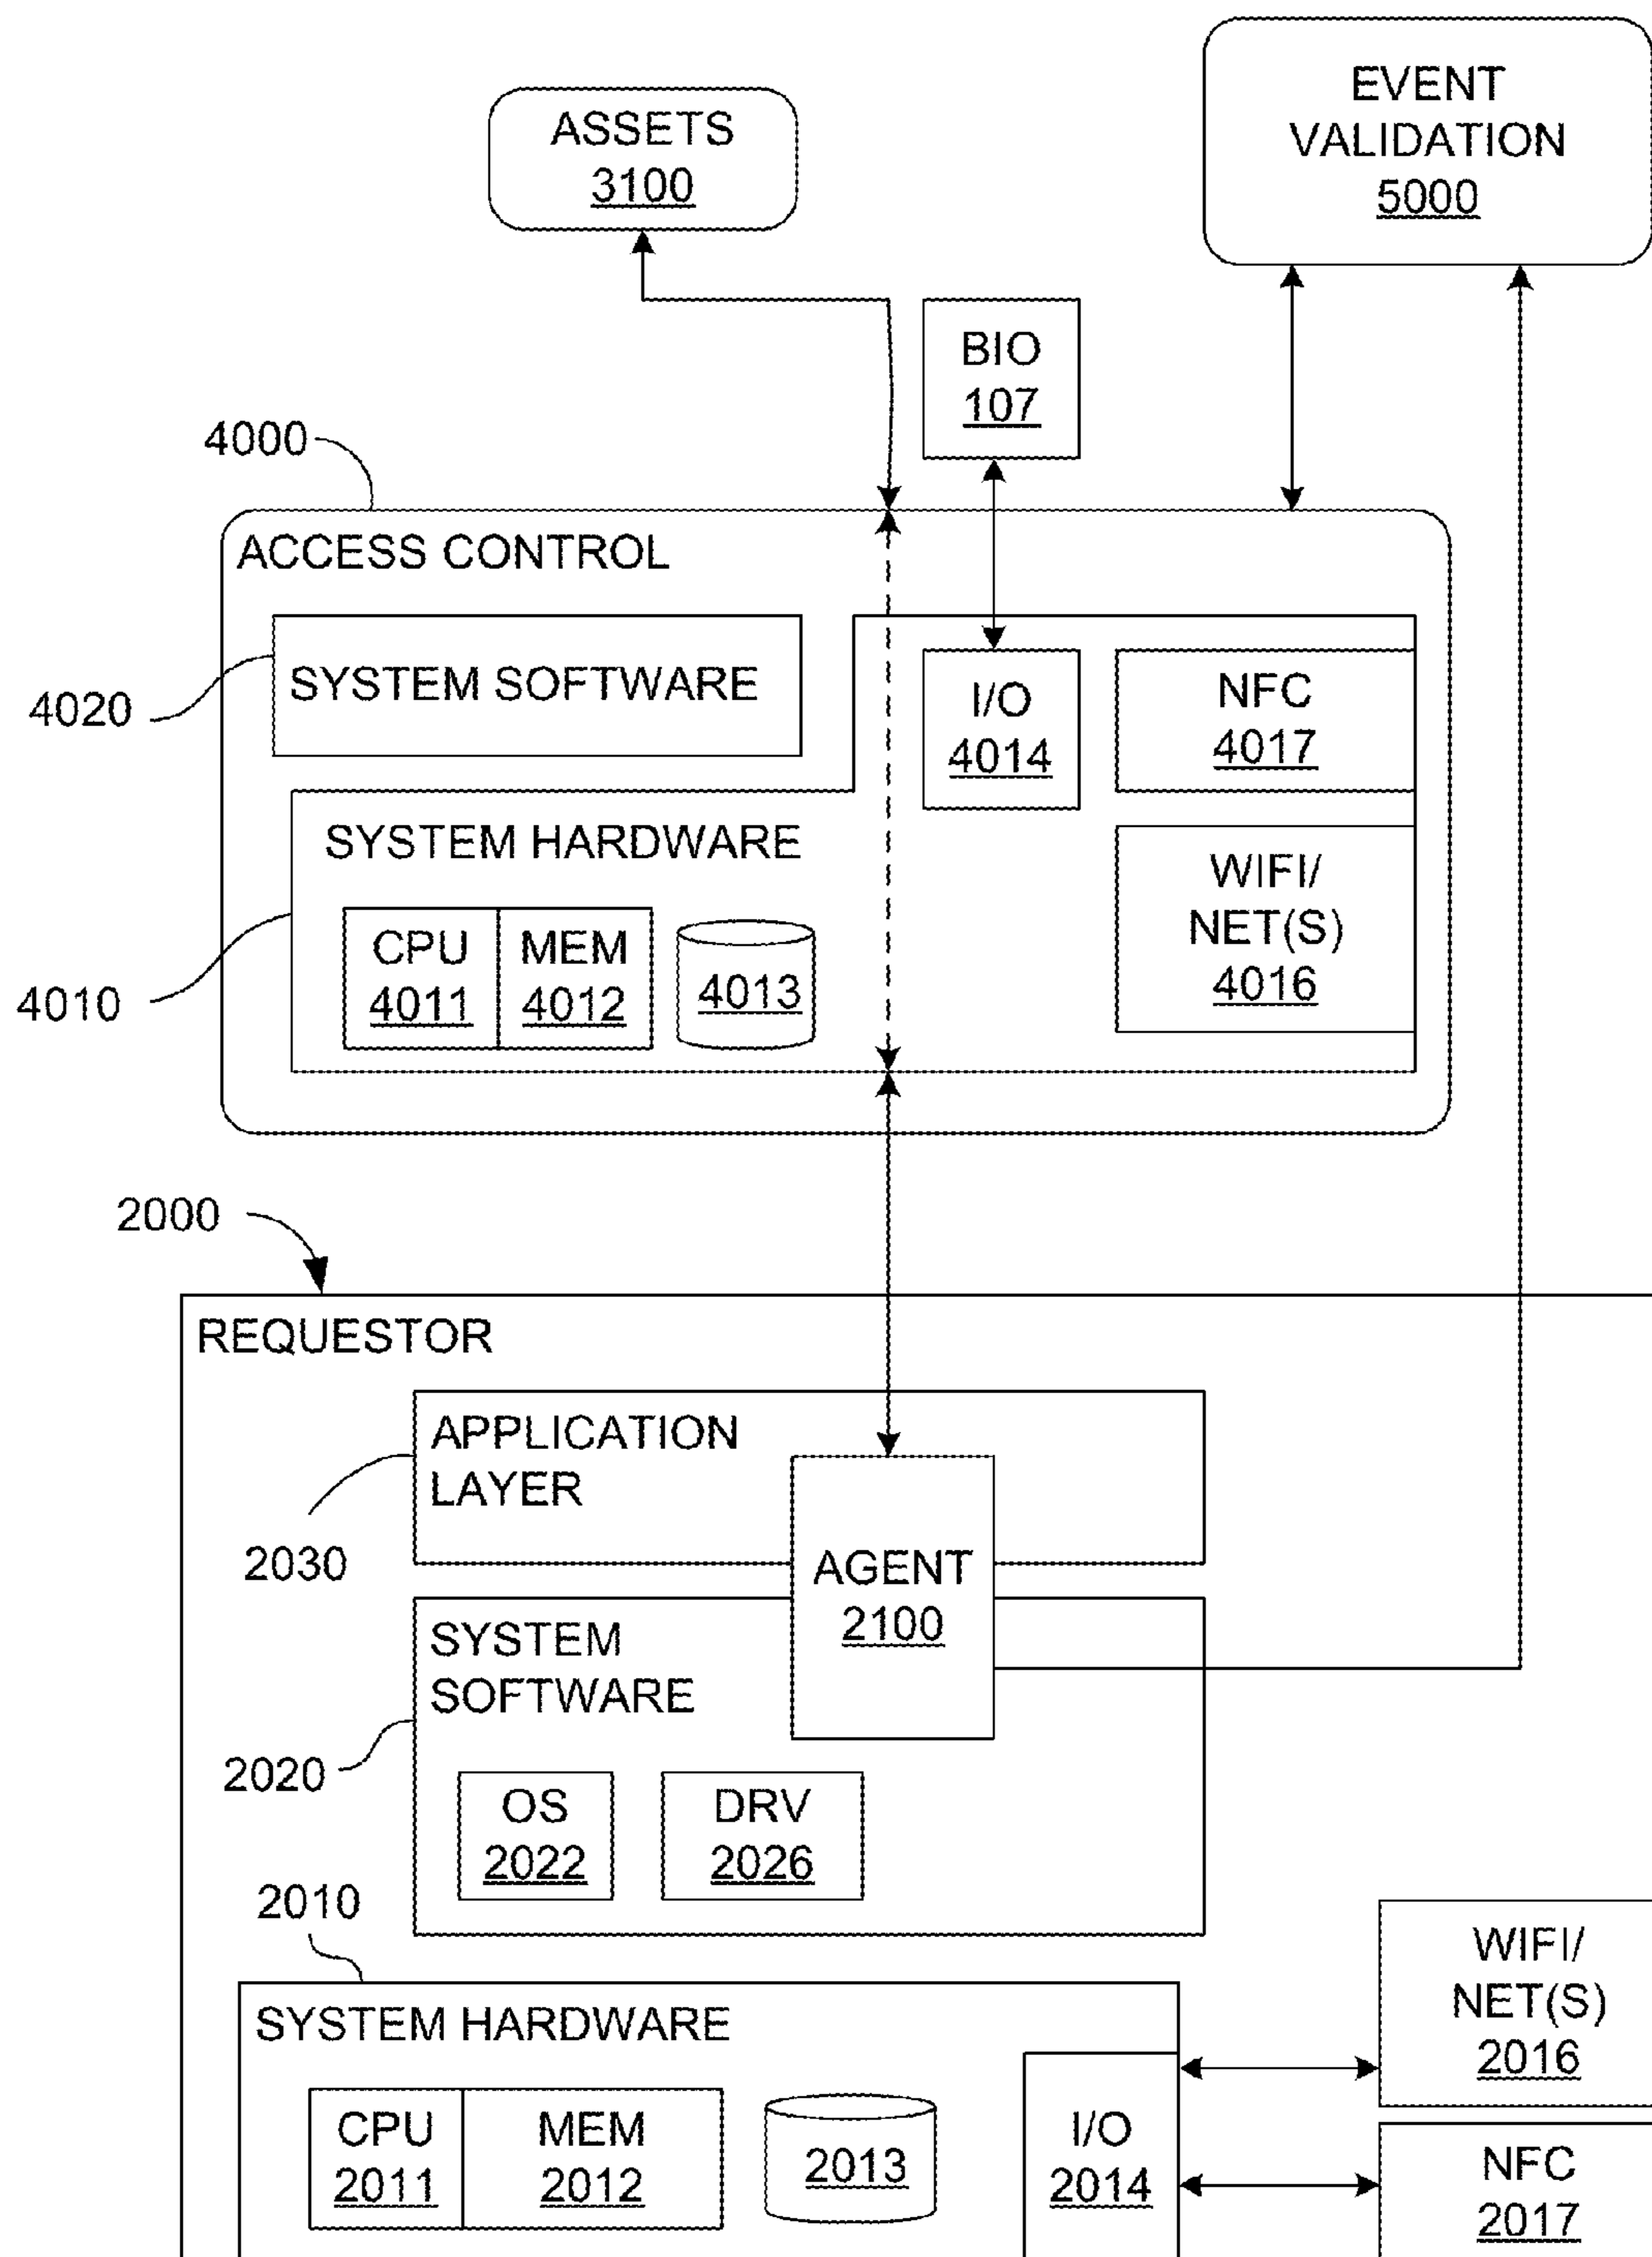 EVENT
VALIDATION
5000
ASSETS
3100
BIO
107
4000
ACCESS CONTROL
4020
SYSTEM SOFTWARE
I/O
4014
NFC
4017
SYSTEM HARDWARE
WIFI/
NET(S)
4016
4010
CPU
4011
MEM
4012
4013
2000
REQUESTOR
APPLICATION
LAYER
2030
AGENT
2100
SYSTEM
SOFTWARE
2020
OS
2022
DRV
2026
2010
SYSTEM HARDWARE
WIFI/
NET(S)
2016
CPU
2011
MEM
2012
2013
I/O
2014
NFC
2017